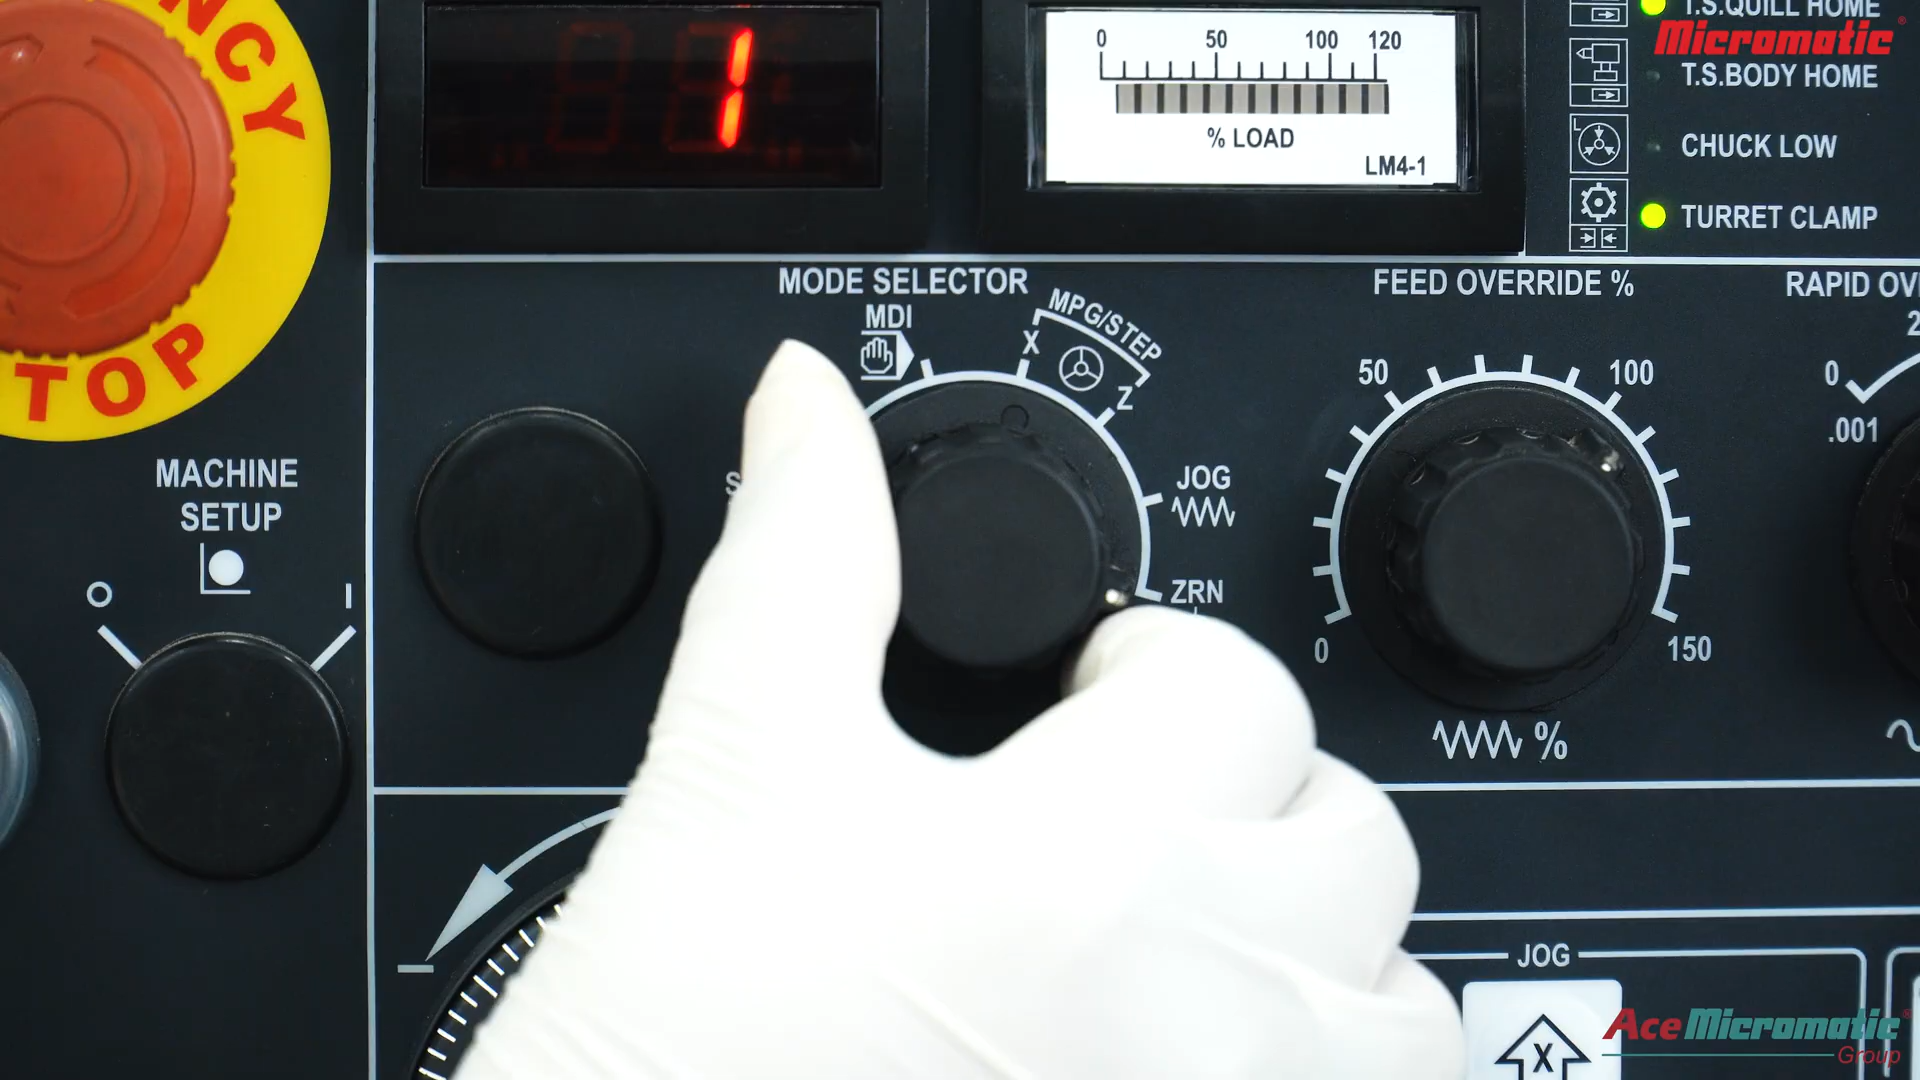 NCY
TOP
1
0 50 100 120
% LOAD
LM4-1
T.S.QUILL HOME
Micromatic
T.S.BODY HOME
L
CHUCK LOW
TURRET CLAMP
MODE SELECTOR
MDI
X
MPG/STEP
Z
JOG
ZRN
FEED OVERRIDE %
0 50 100 150
%
RAPID OV
0
.001
MACHINE
SETUP
O I
JOG
X
AceMicromatic
Group